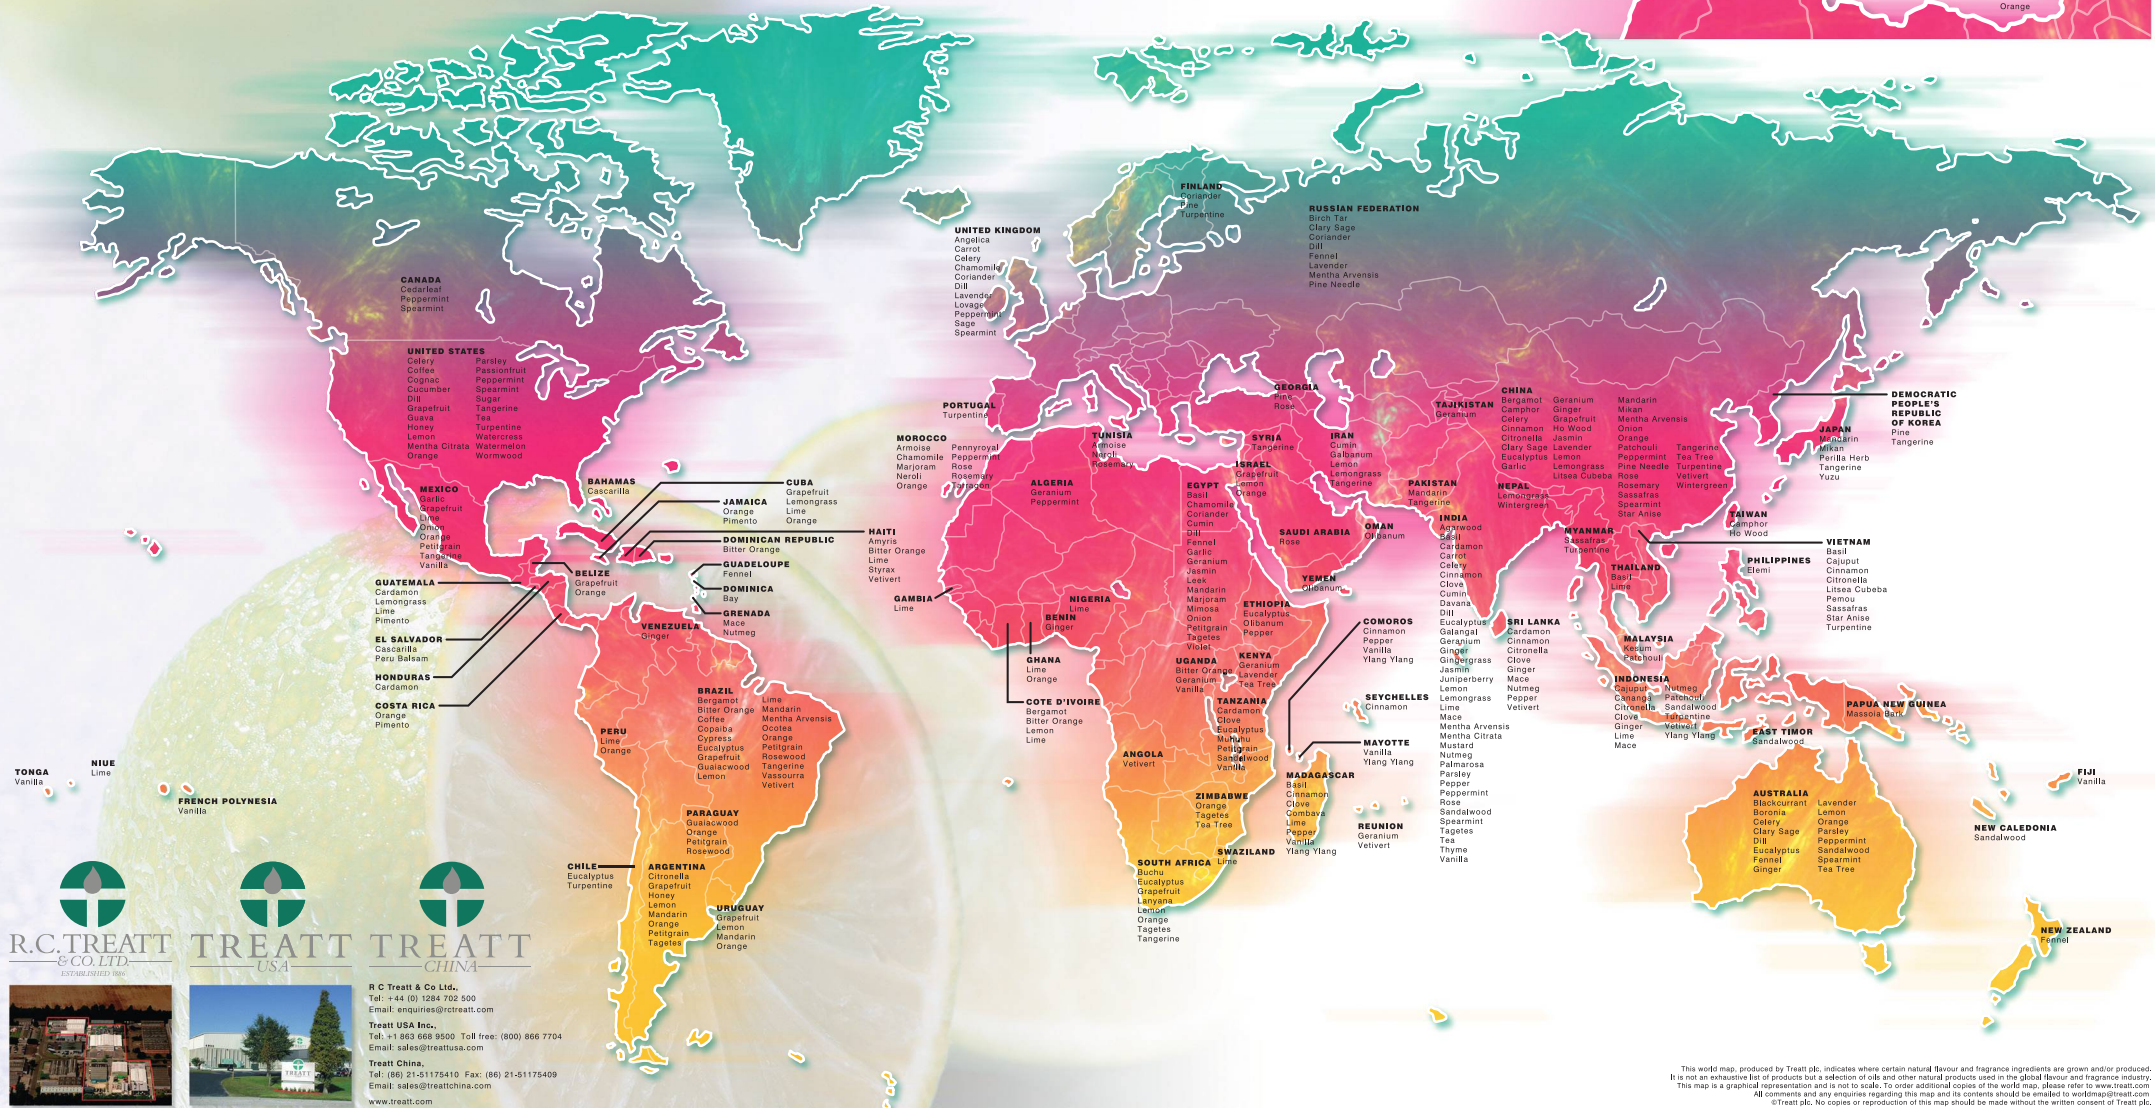 Orange
FINLAND
Coriander
Pine
Turpentine
RUSSIAN FEDERATION
Birch Tar
Clary Sage
Coriander
Dill
Fennel
Lavender
Mentha Arvensis
Pine Needle
UNITED KINGDOM
Angelica
Carrot
Celery
Chamomile
Coriander
Dill
Lavender
Lovage
Peppermint
Sage
Spearmint
CANADA
Cedarleaf
Peppermint
Spearmint
UNITED STATES
Celery
Coffee
Cognac
Cucumber
Dill
Grapefruit
Guava
Honey
Lemon
Mentha Citrata
Orange
Parsley
Passionfruit
Peppermint
Spearmint
Sugar
Tangerine
Tea
Turpentine
Watercress
Watermelon
Wormwood
MEXICO
Garlic
Grapefruit
Lime
Onion
Orange
Petitgrain
Tangerine
Vanilla
BAHAMAS
Cascarilla
CUBA
Grapefruit
Lemongrass
Lime
Orange
JAMAICA
Orange
Pimento
HAITI
Amyris
Bitter Orange
Lime
Styrax
Vetivert
DOMINICAN REPUBLIC
Bitter Orange
GUADELOUPE
Fennel
DOMINICA
Bay
GRENADA
Mace
Nutmeg
BELIZE
Grapefruit
Orange
GUATEMALA
Cardamon
Lemongrass
Lime
Pimento
EL SALVADOR
Cascarilla
Peru Balsam
HONDURAS
Cardamon
COSTA RICA
Orange
Pimento
VENEZUELA
Ginger
BRAZIL
Bergamot
Bitter Orange
Coffee
Copaiba
Cypress
Eucalyptus
Grapefruit
Guaiacwood
Lemon
Lime
Mandarin
Mentha Arvensis
Ocotea
Orange
Petitgrain
Rosewood
Tangerine
Vassourra
Vetivert
PERU
Lime
Orange
PARAGUAY
Guaiacwood
Orange
Petitgrain
Rosewood
CHILE
Eucalyptus
Turpentine
ARGENTINA
Citronella
Grapefruit
Honey
Lemon
Mandarin
Orange
Petitgrain
Tagetes
URUGUAY
Grapefruit
Lemon
Mandarin
Orange
TONGA
Vanilla
NIUE
Lime
FRENCH POLYNESIA
Vanilla
PORTUGAL
Turpentine
MOROCCO
Armoise
Chamomile
Marjoram
Neroli
Orange
Pennyroyal
Peppermint
Rose
Rosemary
Tarragon
TUNISIA
Armoise
Neroli
Rosemary
ALGERIA
Geranium
Peppermint
GEORGIA
Pine
Rose
SYRIA
Tangerine
ISRAEL
Grapefruit
Lemon
Orange
IRAN
Cumin
Galbanum
Lemon
Lemongrass
Tangerine
EGYPT
Basil
Chamomile
Coriander
Cumin
Dill
Fennel
Garlic
Geranium
Jasmin
Leek
Mandarin
Marjoram
Mimosa
Onion
Petitgrain
Tagetes
Violet
SAUDI ARABIA
Rose
OMAN
Olibanum
YEMEN
Olibanum
GAMBIA
Lime
NIGERIA
Lime
BENIN
Ginger
GHANA
Lime
Orange
COTE D'IVOIRE
Bergamot
Bitter Orange
Lemon
Lime
ETHIOPIA
Eucalyptus
Olibanum
Pepper
UGANDA
Bitter Orange
Geranium
Vanilla
KENYA
Geranium
Lavender
Tea Tree
TANZANIA
Cardamon
Clove
Eucalyptus
Muhuhu
Petitgrain
Sandalwood
Vanilla
ANGOLA
Vetivert
ZIMBABWE
Orange
Tagetes
Tea Tree
SWAZILAND
Lime
SOUTH AFRICA
Buchu
Eucalyptus
Grapefruit
Lanyana
Lemon
Orange
Tagetes
Tangerine
COMOROS
Cinnamon
Pepper
Vanilla
Ylang Ylang
SEYCHELLES
Cinnamon
MAYOTTE
Vanilla
Ylang Ylang
MADAGASCAR
Basil
Cinnamon
Clove
Combava
Lime
Pepper
Vanilla
Ylang Ylang
REUNION
Geranium
Vetivert
TAJIKISTAN
Geranium
PAKISTAN
Mandarin
Tangerine
INDIA
Agarwood
Basil
Cardamon
Carrot
Celery
Cinnamon
Clove
Cumin
Davana
Dill
Eucalyptus
Galangal
Geranium
Ginger
Gingergrass
Jasmin
Juniperberry
Lemon
Lemongrass
Lime
Mace
Mentha Arvensis
Mentha Citrata
Mustard
Nutmeg
Palmarosa
Parsley
Pepper
Peppermint
Rose
Sandalwood
Spearmint
Tagetes
Tea
Thyme
Vanilla
NEPAL
Lemongrass
Wintergreen
SRI LANKA
Cardamon
Cinnamon
Citronella
Clove
Ginger
Mace
Nutmeg
Pepper
Vetivert
CHINA
Bergamot
Camphor
Celery
Cinnamon
Citronella
Clary Sage
Eucalyptus
Garlic
Geranium
Ginger
Grapefruit
Ho Wood
Jasmin
Lavender
Lemon
Lemongrass
Litsea Cubeba
Mandarin
Mikan
Mentha Arvensis
Onion
Orange
Patchouli
Peppermint
Pine Needle
Rose
Rosemary
Sassafras
Spearmint
Star Anise
Tangerine
Tea Tree
Turpentine
Vetivert
Wintergreen
DEMOCRATIC
PEOPLE'S
REPUBLIC
OF KOREA
Pine
Tangerine
JAPAN
Mandarin
Mikan
Perilla Herb
Tangerine
Yuzu
TAIWAN
Camphor
Ho Wood
MYANMAR
Sassafras
Turpentine
THAILAND
Basil
Lime
VIETNAM
Basil
Cajuput
Cinnamon
Citronella
Litsea Cubeba
Pemou
Sassafras
Star Anise
Turpentine
PHILIPPINES
Elemi
MALAYSIA
Kesum
Patchouli
INDONESIA
Cajuput
Cananga
Citronella
Clove
Ginger
Lime
Mace
Nutmeg
Patchouli
Sandalwood
Turpentine
Vetivert
Ylang Ylang
EAST TIMOR
Sandalwood
PAPUA NEW GUINEA
Massoia Bark
AUSTRALIA
Blackcurrant
Boronia
Celery
Clary Sage
Dill
Eucalyptus
Fennel
Ginger
Lavender
Lemon
Orange
Parsley
Peppermint
Sandalwood
Spearmint
Tea Tree
FIJI
Vanilla
NEW CALEDONIA
Sandalwood
NEW ZEALAND
Fennel
R.C.TREATT
& CO. LTD.
ESTABLISHED 1886
TREATT
USA
TREATT
CHINA
TREATT
R C Treatt & Co Ltd.,
Tel: +44 (0) 1284 702 500
Email: enquiries@rctreatt.com
Treatt USA Inc.,
Tel: +1 863 668 9500 Toll free: (800) 866 7704
Email: sales@treattusa.com
Treatt China,
Tel: (86) 21-51175410 Fax: (86) 21-51175409
Email: sales@treattchina.com
www.treatt.com
This world map, produced by Treatt plc, indicates where certain natural flavour and fragrance ingredients are grown and/or produced.
It is not an exhaustive list of products but a selection of oils and other natural products used in the global flavour and fragrance industry.
This map is a graphical representation and is not to scale. To order additional copies of the world map, please refer to www.treatt.com
All comments and any enquiries regarding this map and its contents should be emailed to worldmap@treatt.com
©Treatt plc. No copies or reproduction of this map should be made without the written consent of Treatt plc.